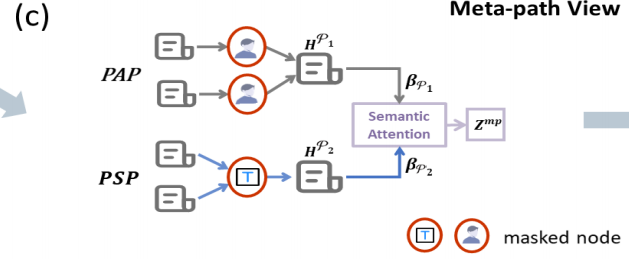 (c)
Meta-path View
PAP
H^𝒫₁
β_𝒫₁
Semantic
Attention
Z^mp
PSP
T
H^𝒫₂
β_𝒫₂
T
masked node